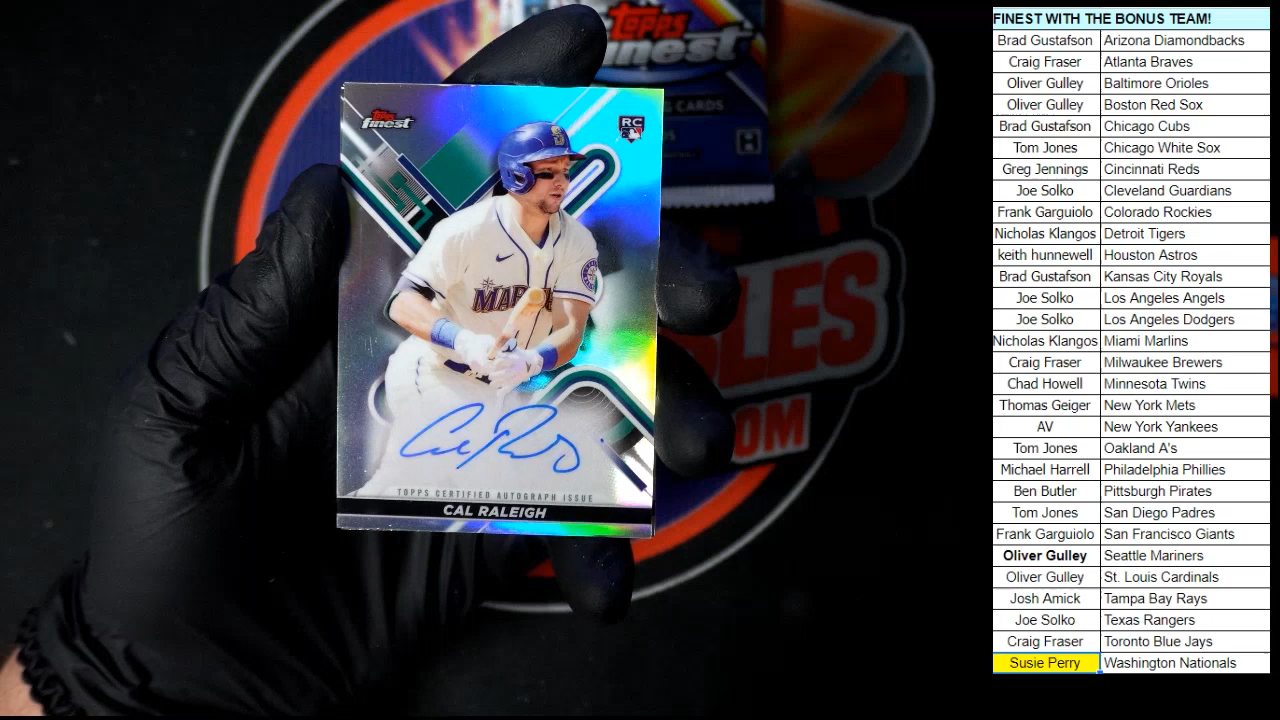 FINEST WITH THE BONUS TEAM!
Brad Gustafson Arizona Diamondbacks
Craig Fraser Atlanta Braves
Oliver Gulley Baltimore Orioles
Oliver Gulley Boston Red Sox
Brad Gustafson Chicago Cubs
Tom Jones Chicago White Sox
Greg Jennings Cincinnati Reds
Joe Solko Cleveland Guardians
Frank Garguiolo Colorado Rockies
Nicholas Klangos Detroit Tigers
keith hunnewell Houston Astros
Brad Gustafson Kansas City Royals
Joe Solko Los Angeles Angels
Joe Solko Los Angeles Dodgers
Nicholas Klangos Miami Marlins
Craig Fraser Milwaukee Brewers
Chad Howell Minnesota Twins
Thomas Geiger New York Mets
AV New York Yankees
Tom Jones Oakland A's
Michael Harrell Philadelphia Phillies
Ben Butler Pittsburgh Pirates
Tom Jones San Diego Padres
Frank Garguiolo San Francisco Giants
Oliver Gulley Seattle Mariners
Oliver Gulley St. Louis Cardinals
Josh Amick Tampa Bay Rays
Joe Solko Texas Rangers
Craig Fraser Toronto Blue Jays
Susie Perry Washington Nationals
Topps
finest
CARDS
H
Topps
finest
RC
TOPPS CERTIFIED AUTOGRAPH ISSUE
CAL RALEIGH